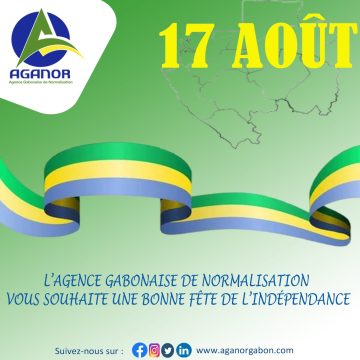 AGANOR
Agence Gabonaise de Normalisation
17 AOÛT
L'AGENCE GABONAISE DE NORMALISATION
VOUS SOUHAITE UNE BONNE FÊTE DE L'INDÉPENDANCE
Suivez-nous sur : www.aganorgabon.com